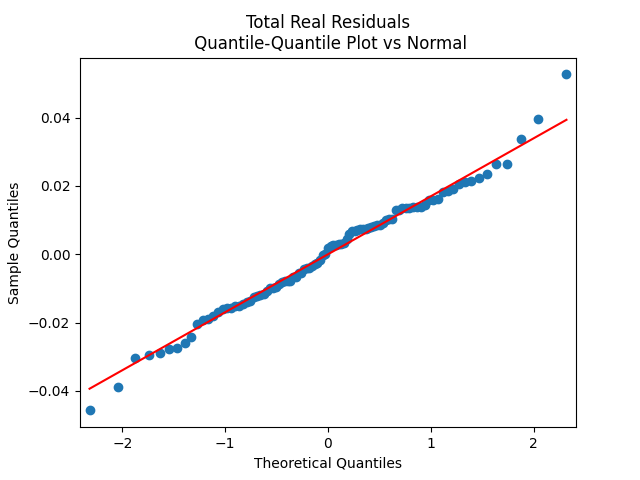 Total Real Residuals
Quantile-Quantile Plot vs Normal
Sample Quantiles
0.04
0.02
0.00
−0.02
−0.04
−2
−1
0
1
2
Theoretical Quantiles